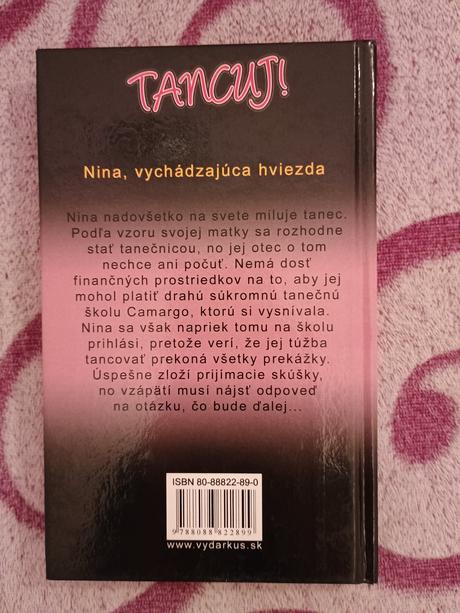 TANCUJ!
Nina, vychádzajúca hviezda
Nina nadovšetko na svete miluje tanec.
Podľa vzoru svojej matky sa rozhodne
stať tanečnicou, no jej otec o tom
nechce ani počuť. Nemá dosť
finančných prostriedkov na to, aby jej
mohol platiť drahú súkromnú tanečnú
školu Camargo, ktorú si vysnívala.
Nina sa však napriek tomu na školu
prihlási, pretože verí, že jej túžba
tancovať prekoná všetky prekážky.
Úspešne zloží prijímacie skúšky,
no vzápätí musí nájsť odpoveď
na otázku, čo bude ďalej...
ISBN 80-88822-89-0
9788088822899
www.vydarkus.sk